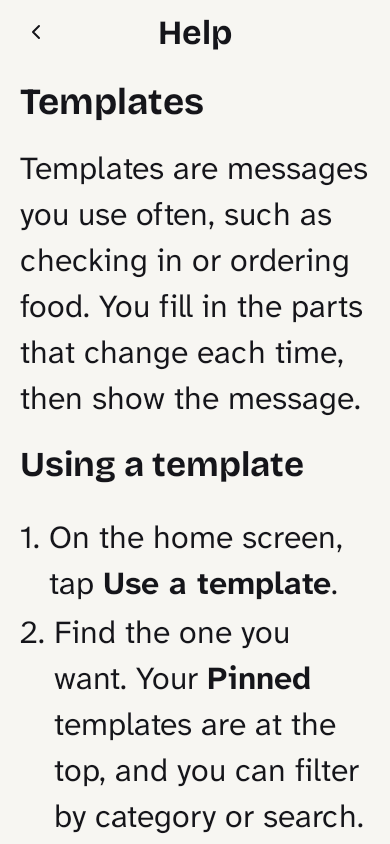 Help
Templates
Templates are messages
you use often, such as
checking in or ordering
food. You fill in the parts
that change each time,
then show the message.
Using a template
1. On the home screen,
tap Use a template.
2. Find the one you
want. Your Pinned
templates are at the
top, and you can filter
by category or search.